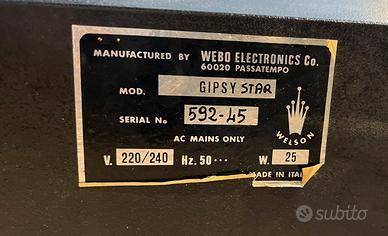 MANUFACTURED BY WEBO ELECTRONICS Co.
60020 PASSATEMPO
MOD. GIPSY STAR
SERIAL No 592-45
WELSON
AC MAINS ONLY
V. 220/240 Hz. 50... W. 25
MADE IN ITA
subito